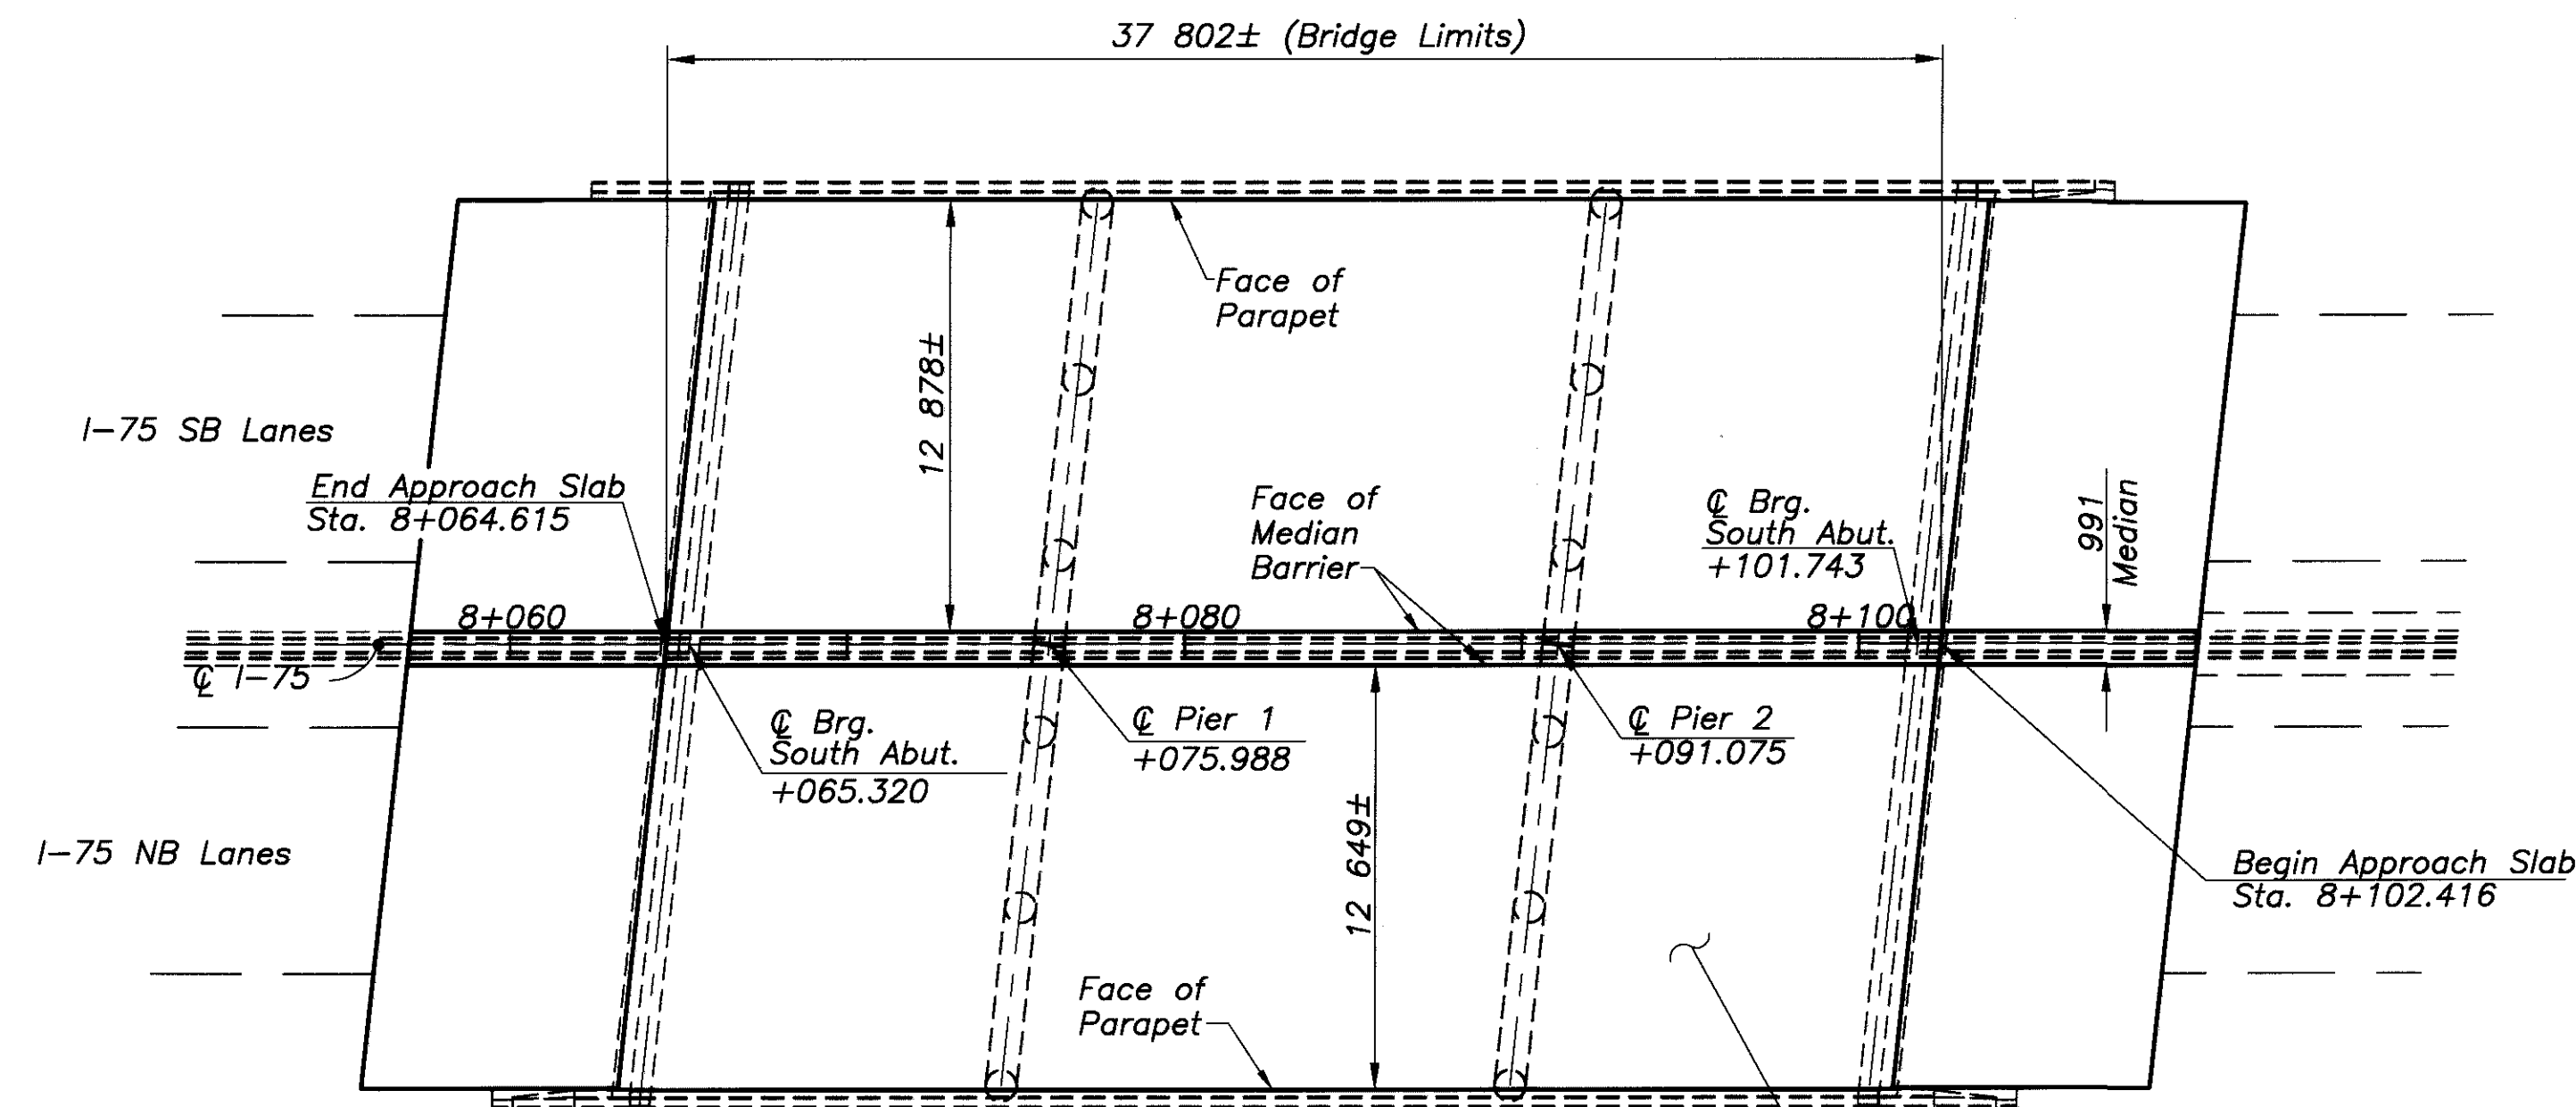 37 802± (Bridge Limits)
Face of
Parapet
12 878±
I-75 SB Lanes
End Approach Slab
Sta. 8+064.615
Face of
Median
Barrier
℄ Brg.
South Abut.
+101.743
991
Median
8+060
8+080
8+100
℄ I-75
℄ Brg.
South Abut.
+065.320
℄ Pier 1
+075.988
℄ Pier 2
+091.075
12 649±
I-75 NB Lanes
Begin Approach Slab
Sta. 8+102.416
Face of
Parapet